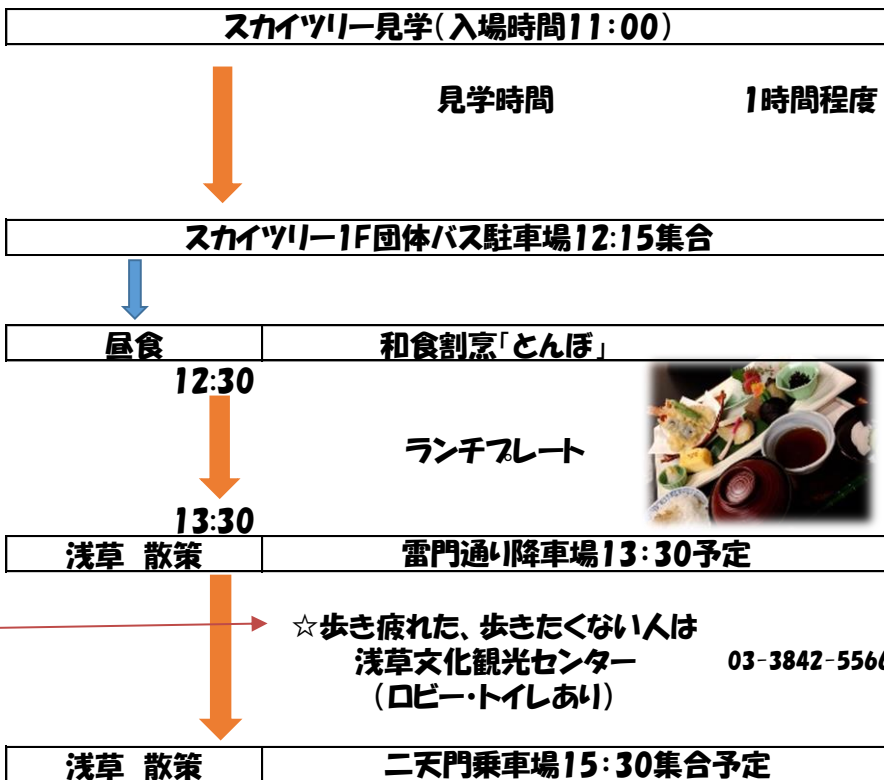 スカイツリー見学(入場時間11:00)
見学時間 1時間程度
スカイツリー1F団体バス駐車場12:15集合
昼食 和食割烹「とんぼ」
12:30
ランチプレート
13:30
浅草 散策 雷門通り降車場13:30予定
☆歩き疲れた、歩きたくない人は
浅草文化観光センター 03-3842-5566
(ロビー・トイレあり)
浅草 散策 二天門乗車場15:30集合予定